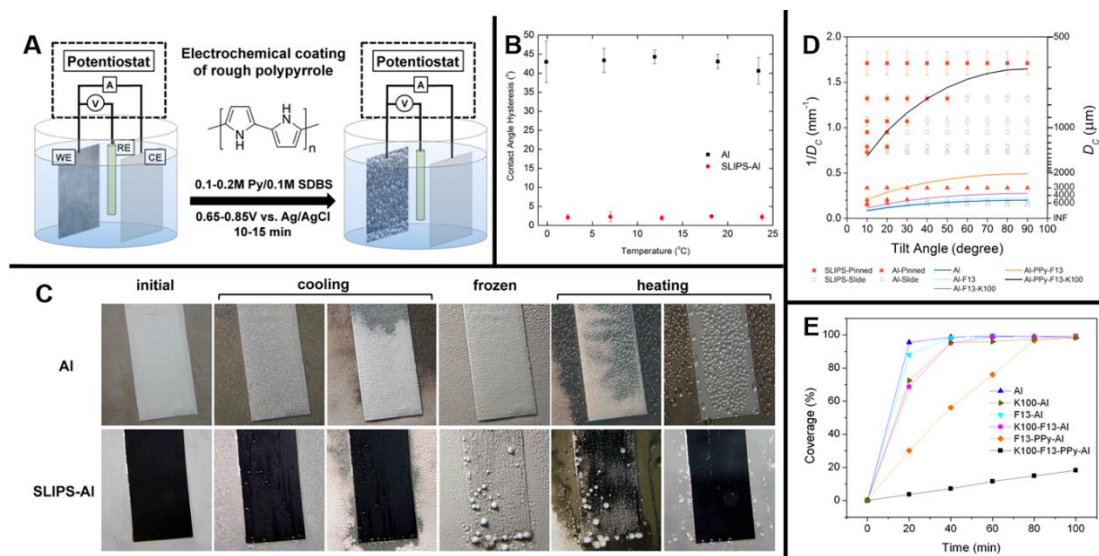 A
Potentiostat
A
V
WE
RE
CE
Electrochemical coating
of rough polypyrrole
H
N
N
H
n
0.1-0.2M Py/0.1M SDBS
0.65-0.85V vs. Ag/AgCl
10-15 min
Potentiostat
A
V
B
Contact Angle Hysteresis (°)
50
45
40
35
30
25
20
15
10
5
0
Al
SLIPS-Al
0
5
10
15
20
25
Temperature (°C)
C
initial
cooling
frozen
heating
Al
SLIPS-Al
D
1/DC (mm-1)
2.0
1.5
1.0
0.5
0.0
500
1000
2000
3000
4000
6000
INF
DC (μm)
0 10 20 30 40 50 60 70 80 90 100
Tilt Angle (degree)
SLIPS-Pinned
SLIPS-Slide
Al-Pinned
Al-Slide
Al
Al-F13
Al-F13-K100
Al-PPy-F13
Al-PPy-F13-K100
E
Coverage (%)
100
80
60
40
20
0
Al
K100-Al
F13-Al
K100-F13-Al
F13-PPy-Al
K100-F13-PPy-Al
0 20 40 60 80 100
Time (min)